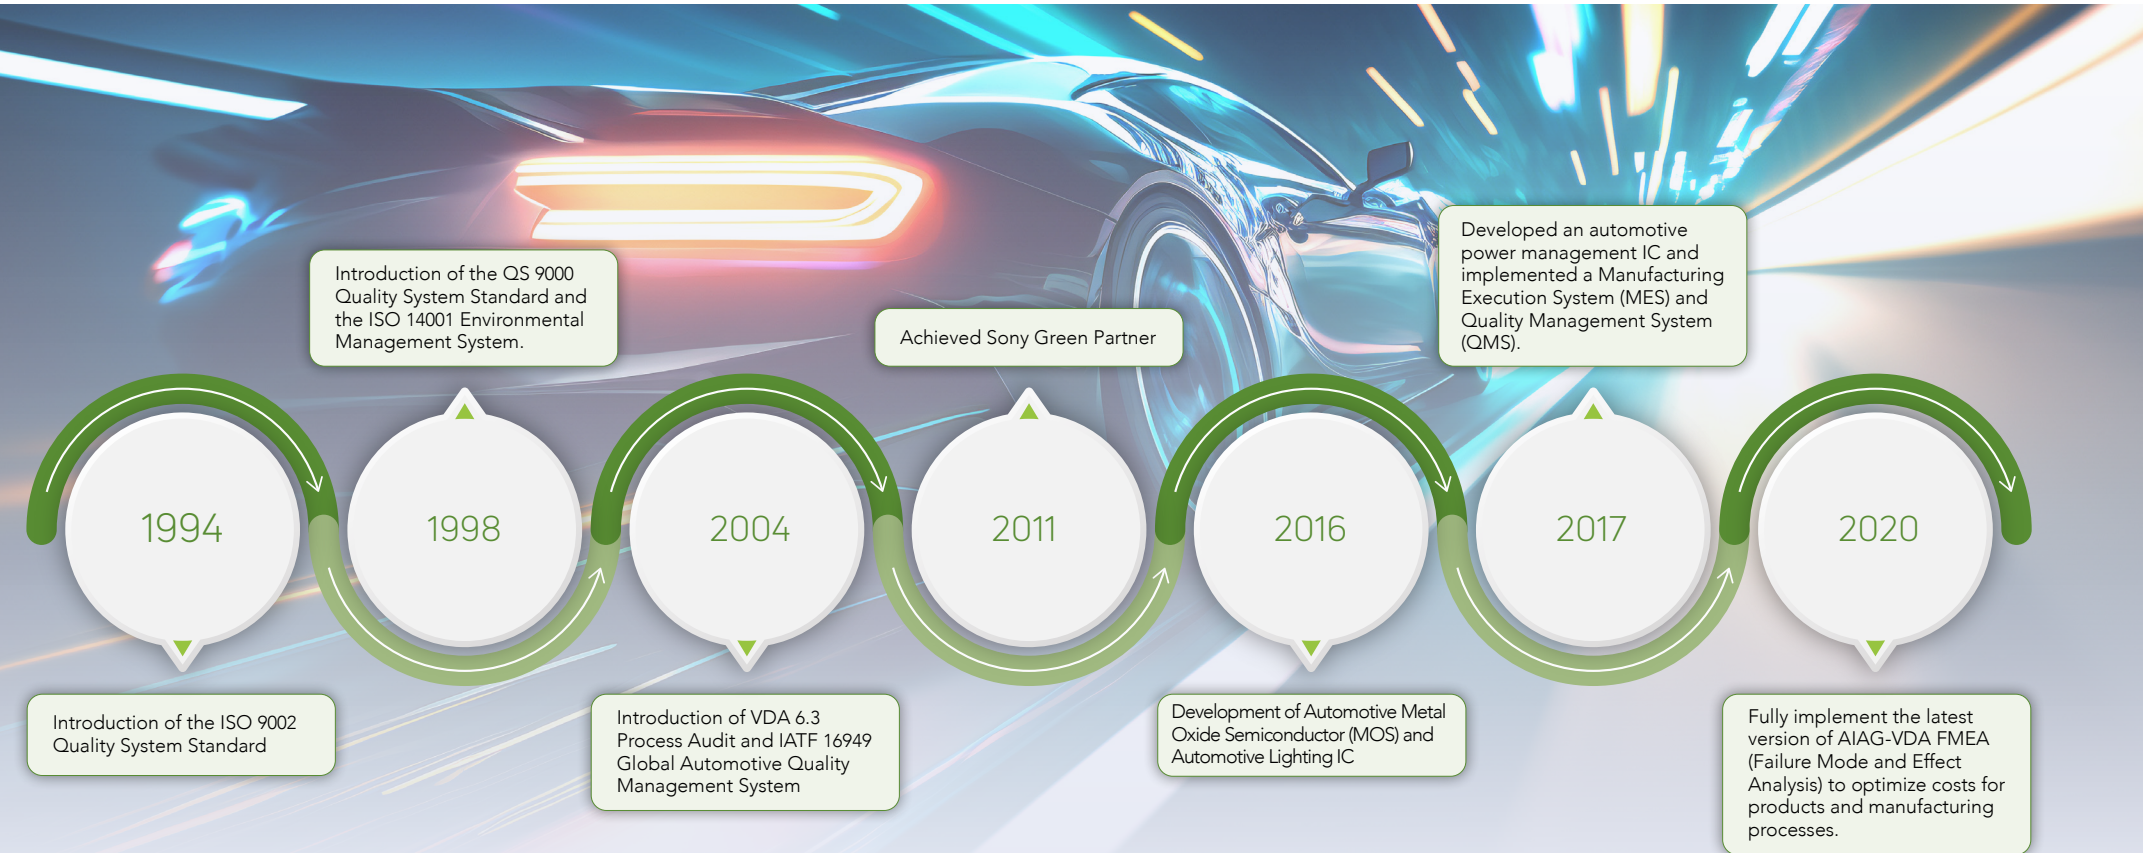 1994
Introduction of the ISO 9002
Quality System Standard
Introduction of the QS 9000
Quality System Standard and
the ISO 14001 Environmental
Management System.
1998
2004
Introduction of VDA 6.3
Process Audit and IATF 16949
Global Automotive Quality
Management System
Achieved Sony Green Partner
2011
2016
Development of Automotive Metal
Oxide Semiconductor (MOS) and
Automotive Lighting IC
Developed an automotive
power management IC and
implemented a Manufacturing
Execution System (MES) and
Quality Management System
(QMS).
2017
2020
Fully implement the latest
version of AIAG-VDA FMEA
(Failure Mode and Effect
Analysis) to optimize costs for
products and manufacturing
processes.